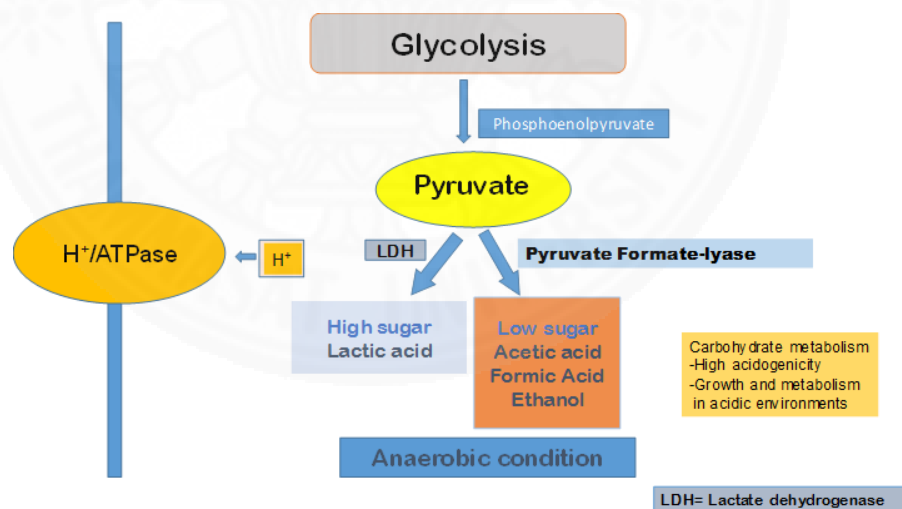 Glycolysis
Phosphoenolpyruvate
Pyruvate
H⁺/ATPase
H⁺
LDH
Pyruvate Formate-lyase
High sugar
Lactic acid
Low sugar
Acetic acid
Formic Acid
Ethanol
Carbohydrate metabolism
-High acidogenicity
-Growth and metabolism
in acidic environments
Anaerobic condition
LDH= Lactate dehydrogenase